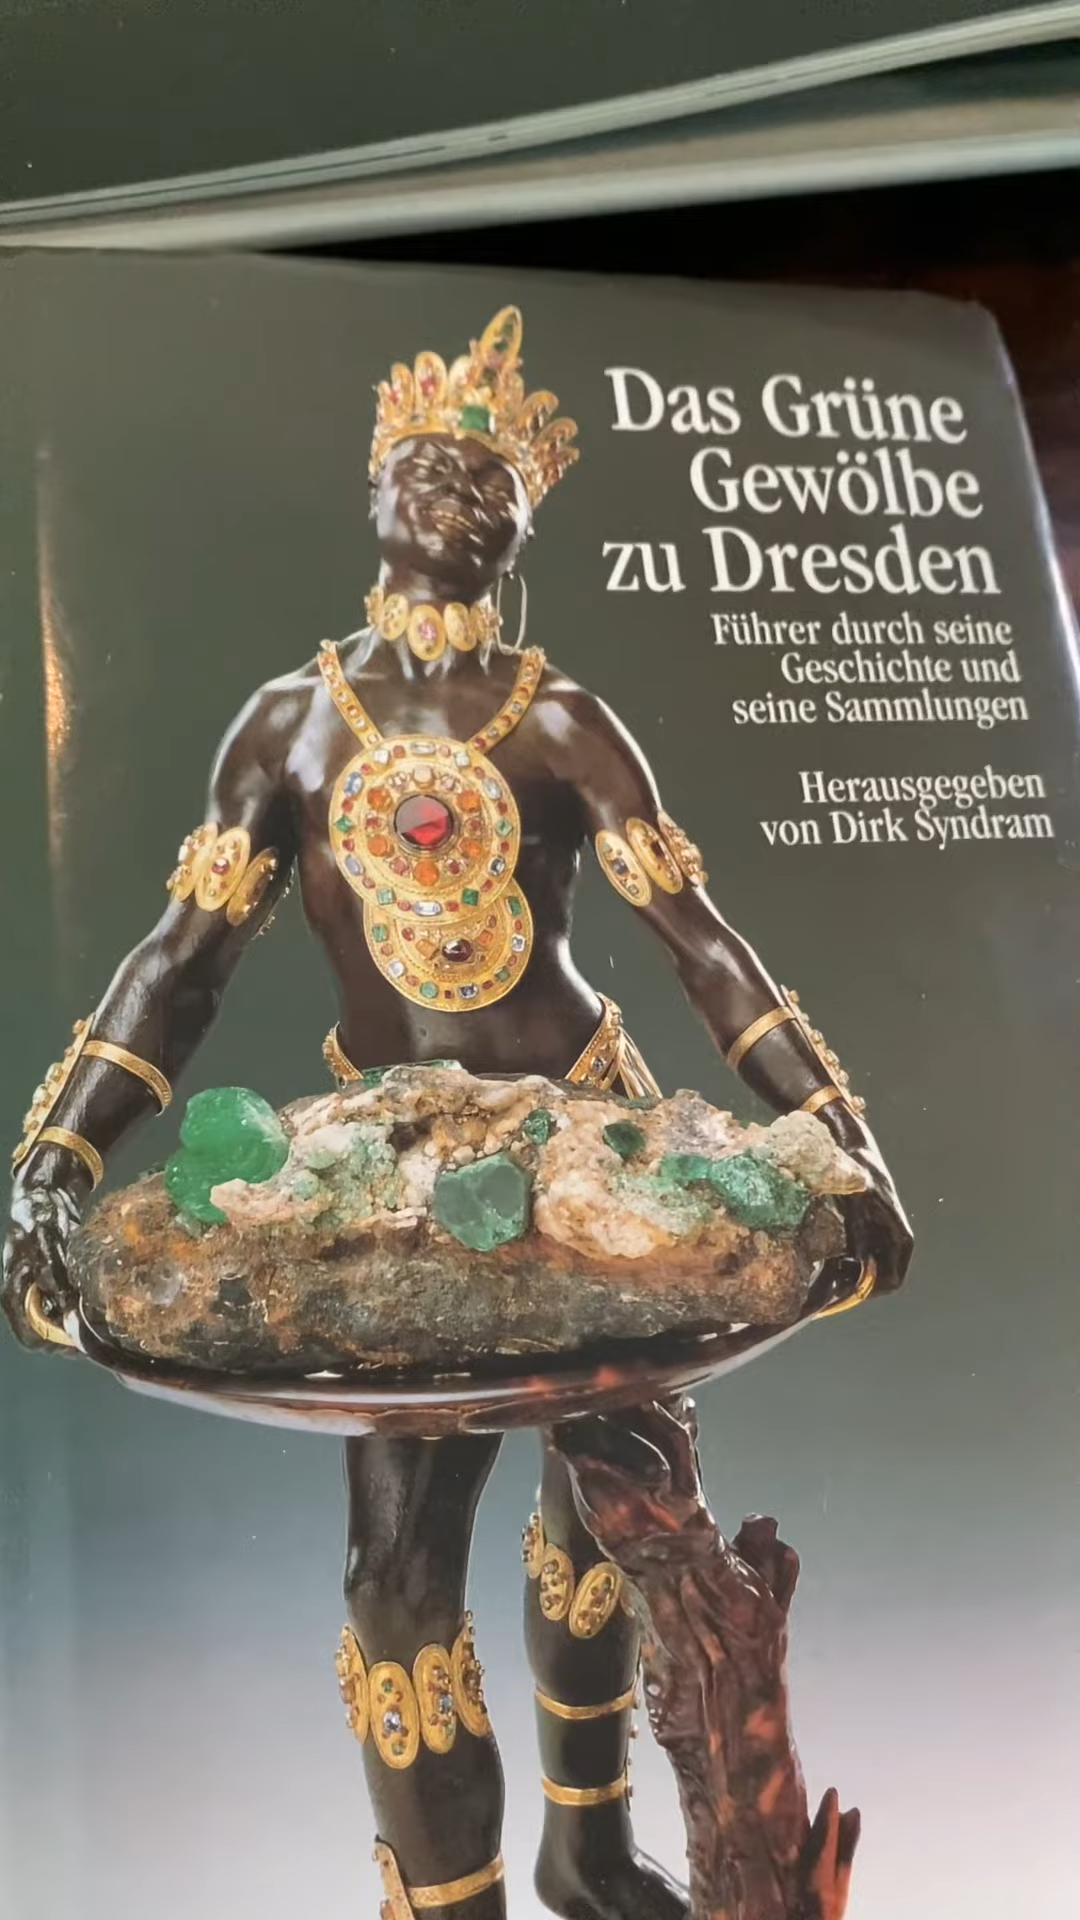 Das Grüne
Gewölbe
zu Dresden
Führer durch seine
Geschichte und
seine Sammlungen
Herausgegeben
von Dirk Syndram